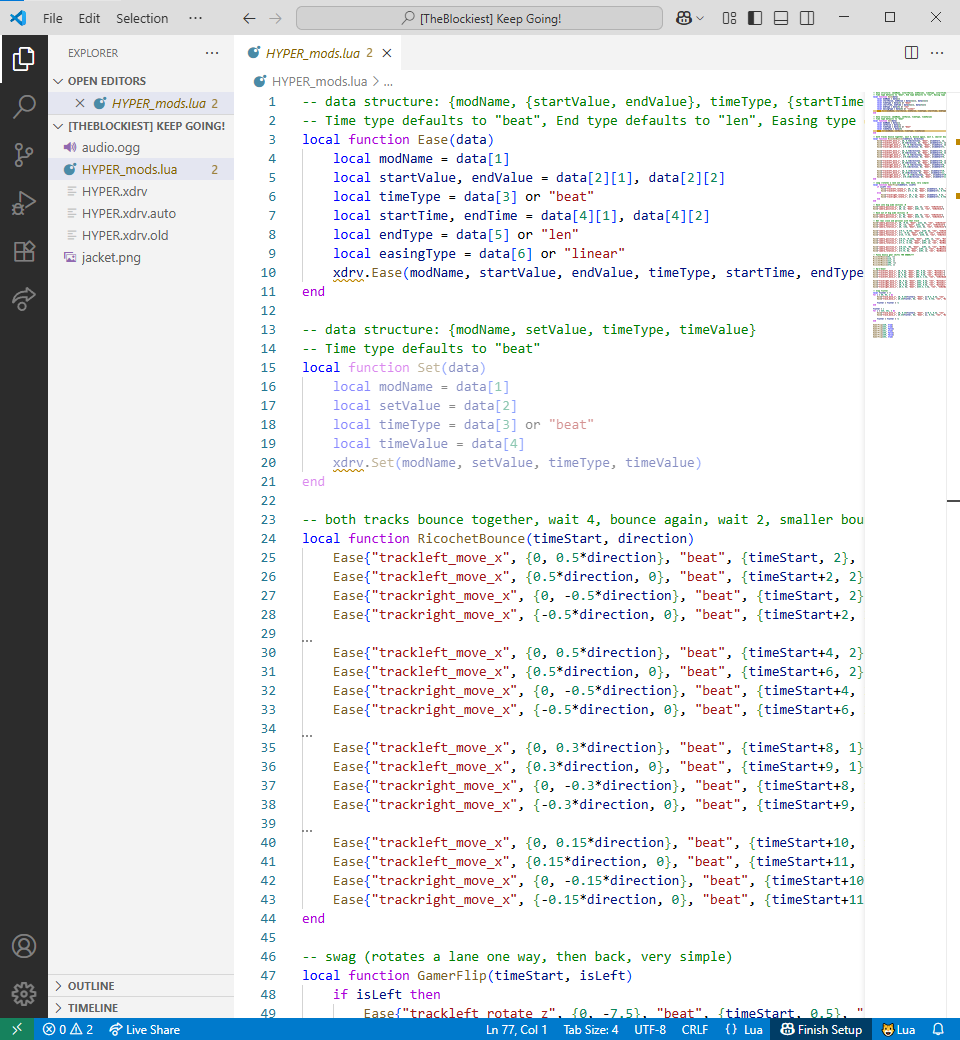 File Edit Selection ··· [TheBlockiest] Keep Going!
EXPLORER ···
OPEN EDITORS
HYPER_mods.lua 2
[THEBLOCKIEST] KEEP GOING!
audio.ogg
HYPER_mods.lua 2
HYPER.xdrv
HYPER.xdrv.auto
HYPER.xdrv.old
jacket.png
OUTLINE
TIMELINE
HYPER_mods.lua 2
HYPER_mods.lua > ...
1 -- data structure: {modName, {startValue, endValue}, timeType, {startTime
2 -- Time type defaults to "beat", End type defaults to "len", Easing type
3 local function Ease(data)
4 local modName = data[1]
5 local startValue, endValue = data[2][1], data[2][2]
6 local timeType = data[3] or "beat"
7 local startTime, endTime = data[4][1], data[4][2]
8 local endType = data[5] or "len"
9 local easingType = data[6] or "linear"
10 xdrv.Ease(modName, startValue, endValue, timeType, startTime, endType
11 end
12
13 -- data structure: {modName, setValue, timeType, timeValue}
14 -- Time type defaults to "beat"
15 local function Set(data)
16 local modName = data[1]
17 local setValue = data[2]
18 local timeType = data[3] or "beat"
19 local timeValue = data[4]
20 xdrv.Set(modName, setValue, timeType, timeValue)
21 end
22
23 -- both tracks bounce together, wait 4, bounce again, wait 2, smaller bou
24 local function RicochetBounce(timeStart, direction)
25 Ease{"trackleft_move_x", {0, 0.5*direction}, "beat", {timeStart, 2},
26 Ease{"trackleft_move_x", {0.5*direction, 0}, "beat", {timeStart+2, 2}
27 Ease{"trackright_move_x", {0, -0.5*direction}, "beat", {timeStart, 2}
28 Ease{"trackright_move_x", {-0.5*direction, 0}, "beat", {timeStart+2,
29 ...
30 Ease{"trackleft_move_x", {0, 0.5*direction}, "beat", {timeStart+4, 2}
31 Ease{"trackleft_move_x", {0.5*direction, 0}, "beat", {timeStart+6, 2}
32 Ease{"trackright_move_x", {0, -0.5*direction}, "beat", {timeStart+4,
33 Ease{"trackright_move_x", {-0.5*direction, 0}, "beat", {timeStart+6,
34 ...
35 Ease{"trackleft_move_x", {0, 0.3*direction}, "beat", {timeStart+8, 1}
36 Ease{"trackleft_move_x", {0.3*direction, 0}, "beat", {timeStart+9, 1}
37 Ease{"trackright_move_x", {0, -0.3*direction}, "beat", {timeStart+8,
38 Ease{"trackright_move_x", {-0.3*direction, 0}, "beat", {timeStart+9,
39 ...
40 Ease{"trackleft_move_x", {0, 0.15*direction}, "beat", {timeStart+10,
41 Ease{"trackleft_move_x", {0.15*direction, 0}, "beat", {timeStart+11,
42 Ease{"trackright_move_x", {0, -0.15*direction}, "beat", {timeStart+10
43 Ease{"trackright_move_x", {-0.15*direction, 0}, "beat", {timeStart+11
44 end
45
46 -- swag (rotates a lane one way, then back, very simple)
47 local function GamerFlip(timeStart, isLeft)
48 if isLeft then
49 Ease{"trackleft_rotate_z", {0, -7.5}, "beat", {timeStart, 0.5}, "
0 2 Live Share Ln 77, Col 1 Tab Size: 4 UTF-8 CRLF {} Lua Finish Setup Lua